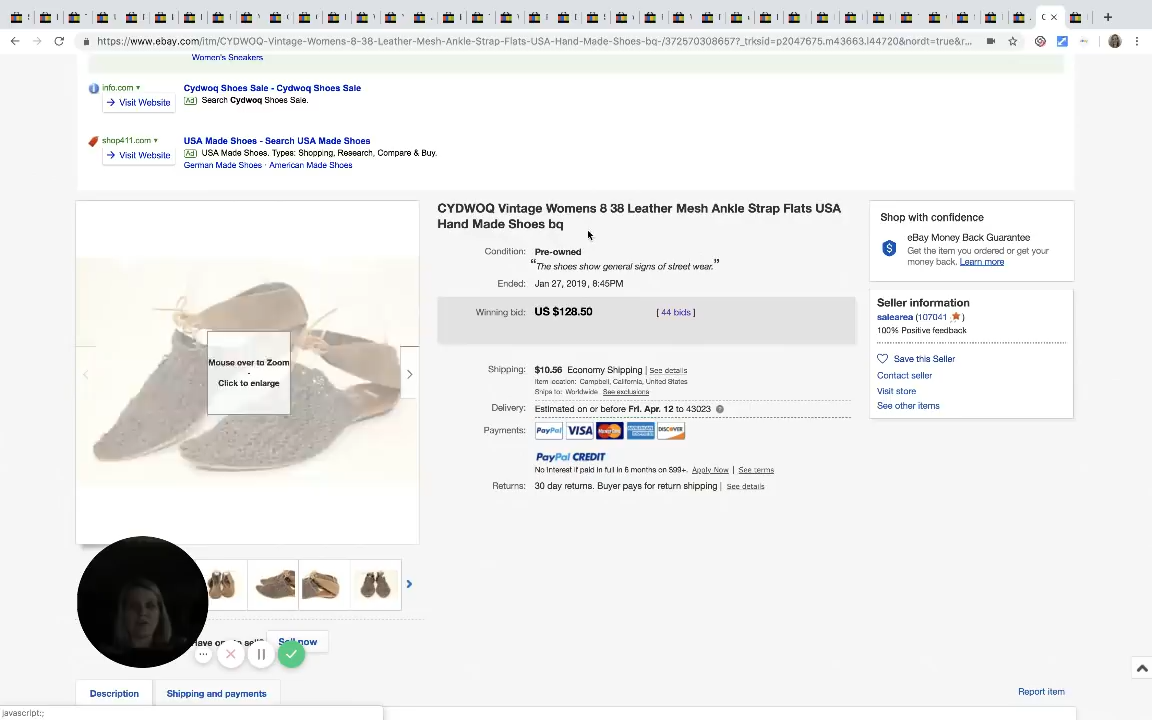 https://www.ebay.com/itm/CYDWOQ-Vintage-Womens-8-38-Leather-Mesh-Ankle-Strap-Flats-USA-Hand-Made-Shoes-bq-/372570308657?_trksid=p2047675.m43663.l44720&nordt=true&r...
Women's Sneakers
info.com
Visit Website
Cydwoq Shoes Sale - Cydwoq Shoes Sale
Ad Search Cydwoq Shoes Sale.
shop411.com
Visit Website
USA Made Shoes - Search USA Made Shoes
Ad USA Made Shoes. Types: Shopping, Research, Compare & Buy.
German Made Shoes · American Made Shoes
Mouse over to Zoom
-
Click to enlarge
CYDWOQ Vintage Womens 8 38 Leather Mesh Ankle Strap Flats USA
Hand Made Shoes bq
Condition: Pre-owned
“The shoes show general signs of street wear.”
Ended: Jan 27, 2019 , 8:45PM
Winning bid: US $128.50 [ 44 bids ]
Shipping: $10.56 Economy Shipping | See details
Item location: Campbell, California, United States
Ships to: Worldwide See exclusions
Delivery: Estimated on or before Fri. Apr. 12 to 43023
Payments: PayPal VISA MasterCard DISCOVER
PayPal CREDIT
No Interest if paid in full in 6 months on $99+. Apply Now | See terms
Returns: 30 day returns. Buyer pays for return shipping | See details
Shop with confidence
eBay Money Back Guarantee
Get the item you ordered or get your
money back. Learn more
Seller information
salearea (107041 )
100% Positive feedback
Save this Seller
Contact seller
Visit store
See other items
Have one to sell? Sell now
Description
Shipping and payments
Report item
javascript:;